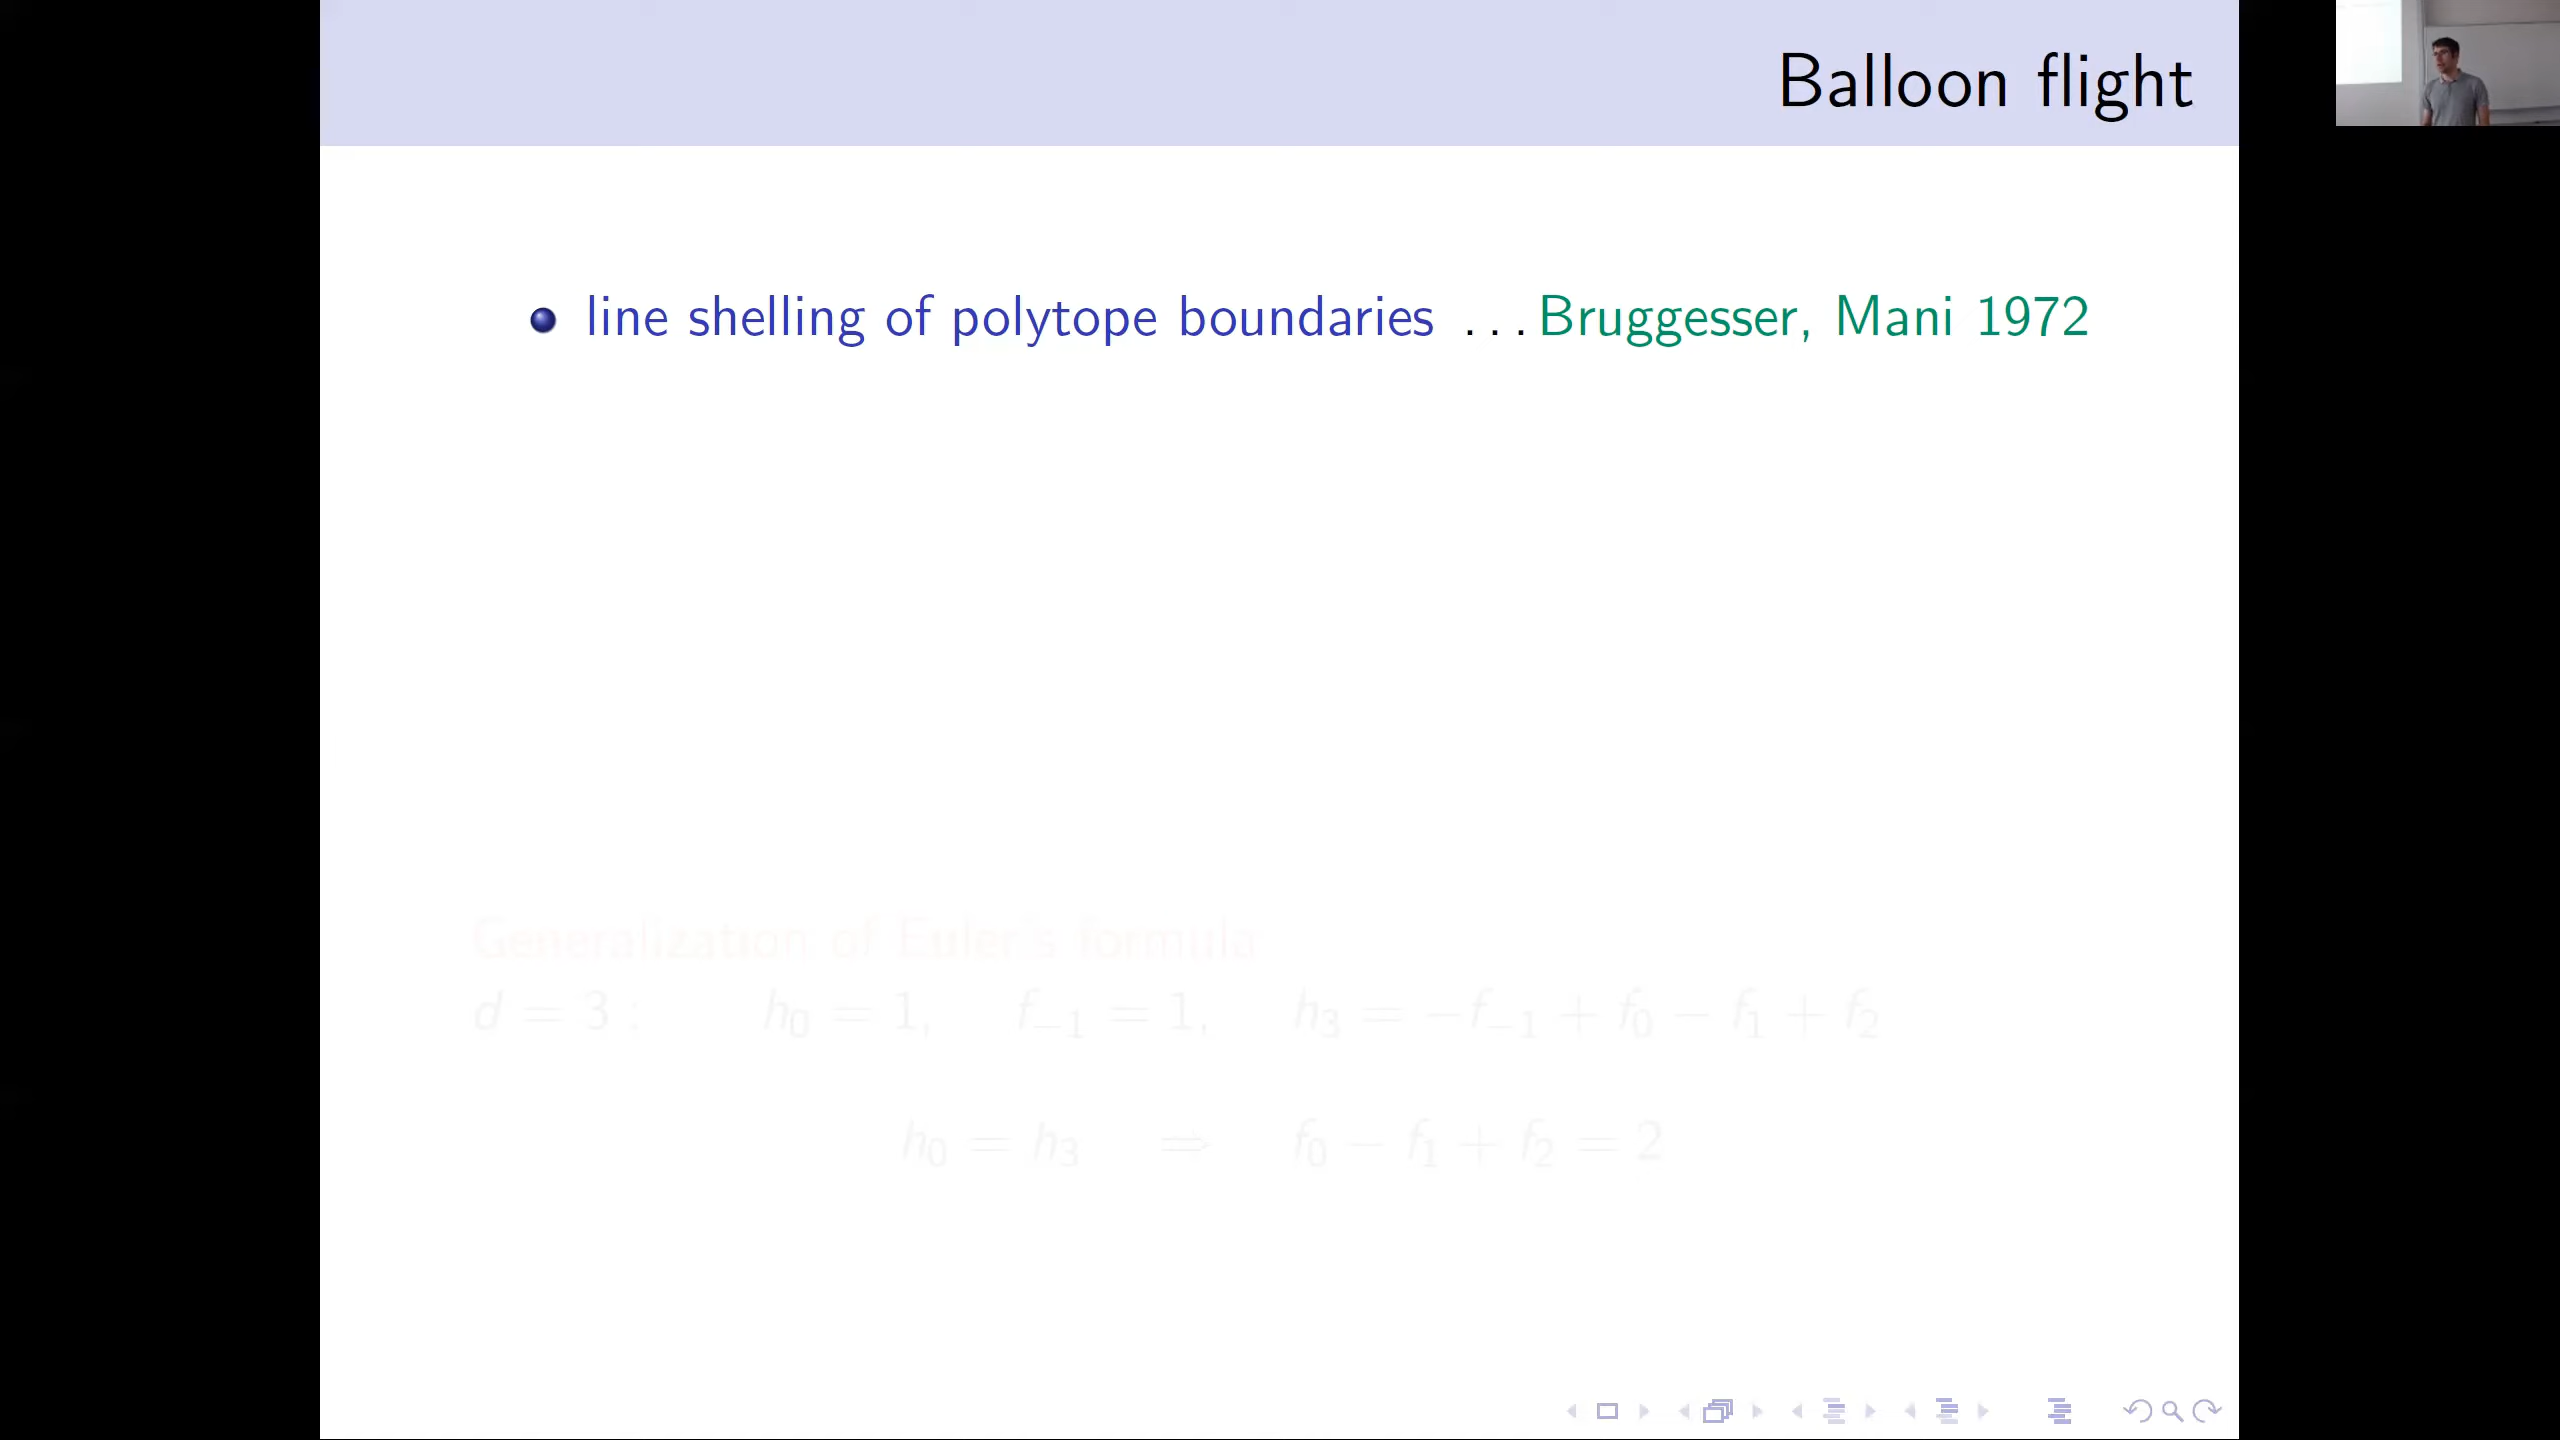 Balloon flight
line shelling of polytope boundaries ... Bruggesser, Mani 1972
Generalization of Euler's formula
d = 3 : h₀ = 1, f₋₁ = 1, h₃ = −f₋₁ + f₀ − f₁ + f₂
h₀ = h₃ ⇒ f₀ − f₁ + f₂ = 2